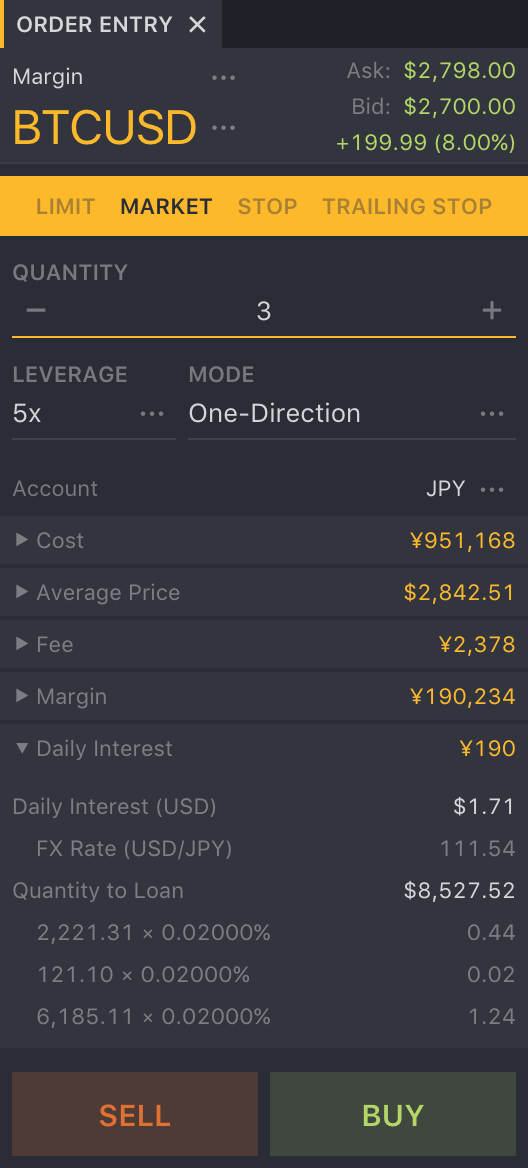 ORDER ENTRY ×
Margin ...
Ask: $2,798.00
BTCUSD ...
Bid: $2,700.00
+199.99 (8.00%)
LIMIT MARKET STOP TRAILING STOP
QUANTITY
− 3 +
LEVERAGE MODE
5x ... One-Direction ...
Account JPY ...
▶ Cost ¥951,168
▶ Average Price $2,842.51
▶ Fee ¥2,378
▶ Margin ¥190,234
▼ Daily Interest ¥190
Daily Interest (USD) $1.71
FX Rate (USD/JPY) 111.54
Quantity to Loan $8,527.52
2,221.31 × 0.02000% 0.44
121.10 × 0.02000% 0.02
6,185.11 × 0.02000% 1.24
SELL BUY